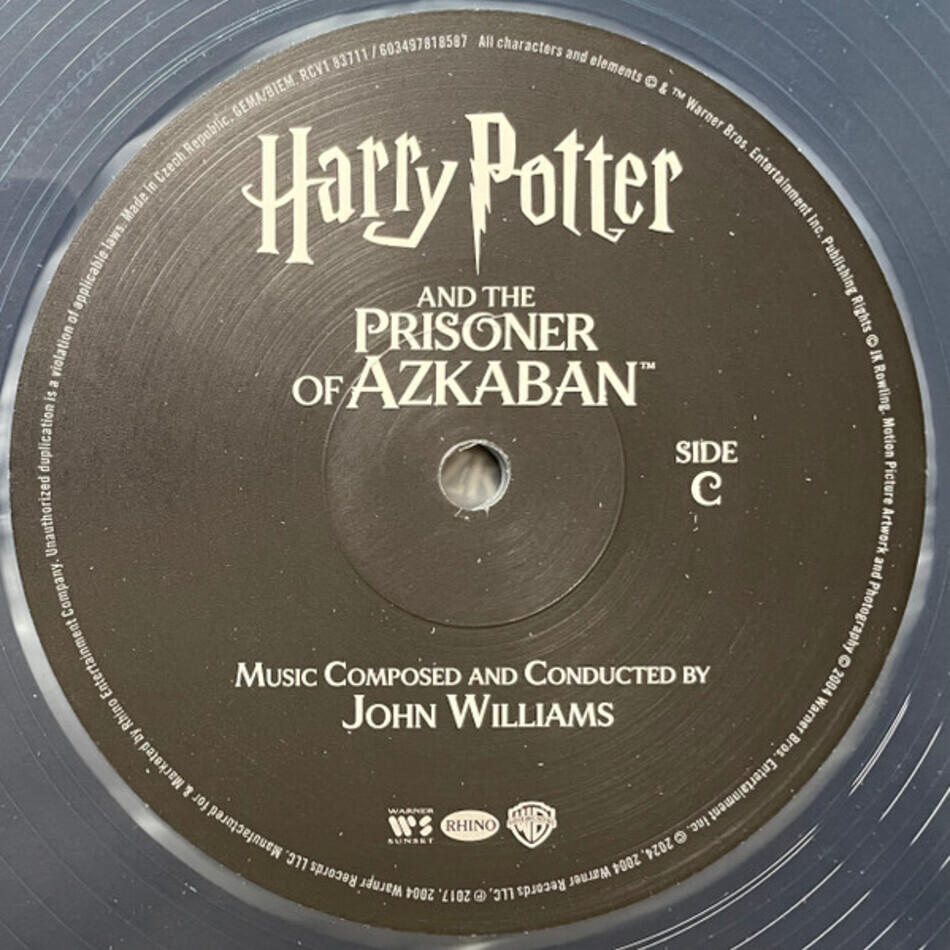 Harry Potter
AND THE
PRISONER
OF AZKABAN™
SIDE
C
MUSIC COMPOSED AND CONDUCTED BY
JOHN WILLIAMS
WARNER
WS
SUNSET
RHINO
WB
All characters and elements © & ™ Warner Bros. Entertainment Inc. Publishing Rights © JK Rowling. Motion Picture Artwork and Photography © 2004 Warner Bros. Entertainment Inc. © 2024, 2004 Warner Records LLC. ℗ 2017, 2004 Warner Records LLC. Manufactured for & Marketed by Rhino Entertainment Company. Unauthorized duplication is a violation of applicable laws. Made in Czech Republic. GEMA/BIEM. RCV1 83711 / 603497818587